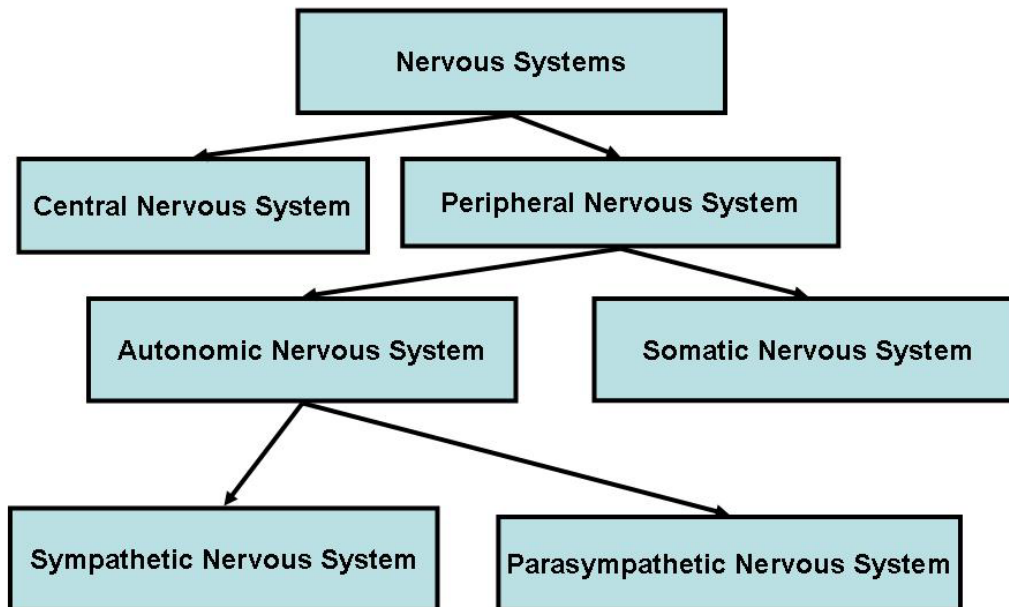 Nervous Systems
Central Nervous System
Peripheral Nervous System
Autonomic Nervous System
Somatic Nervous System
Sympathetic Nervous System
Parasympathetic Nervous System